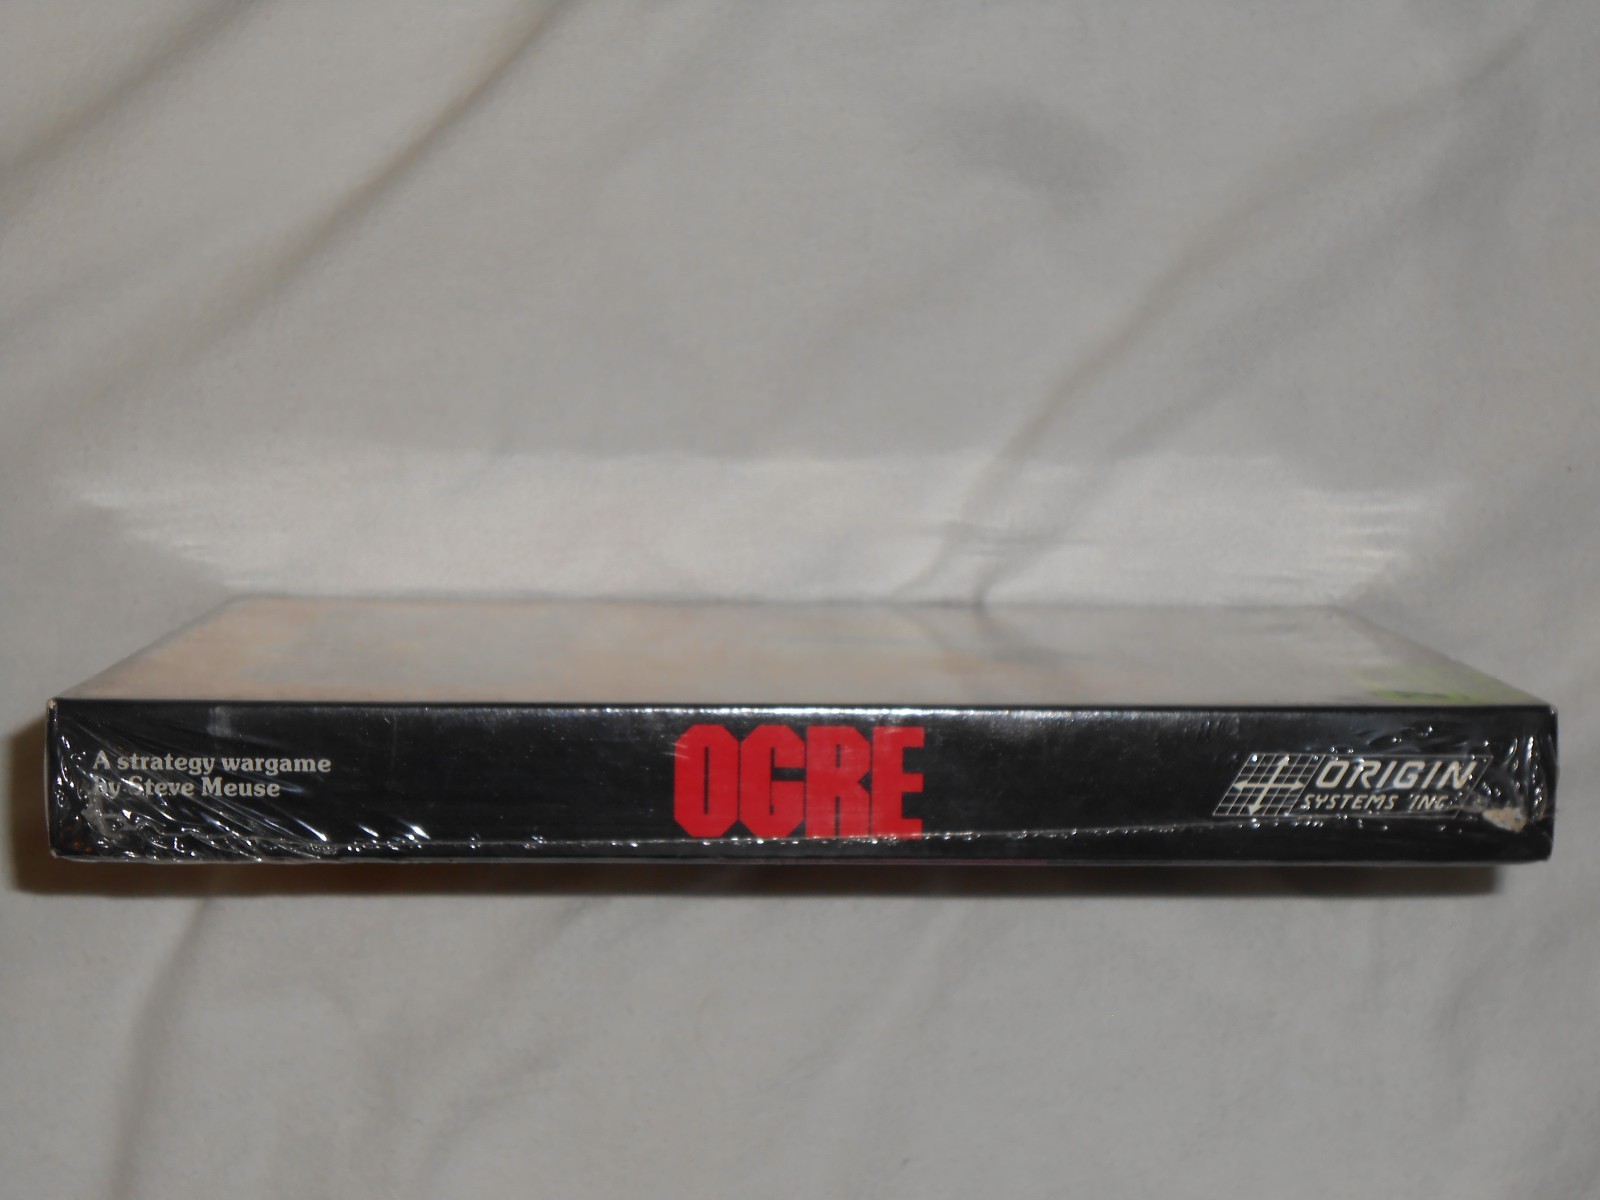 A strategy wargame
by Steve Meuse
OGRE
ORIGIN
SYSTEMS INC.